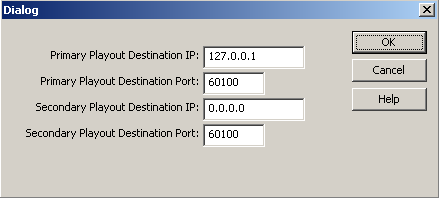 Dialog
Primary Playout Destination IP: 127.0.0.1
OK
Primary Playout Destination Port: 60100
Cancel
Secondary Playout Destination IP: 0.0.0.0
Help
Secondary Playout Destination Port: 60100